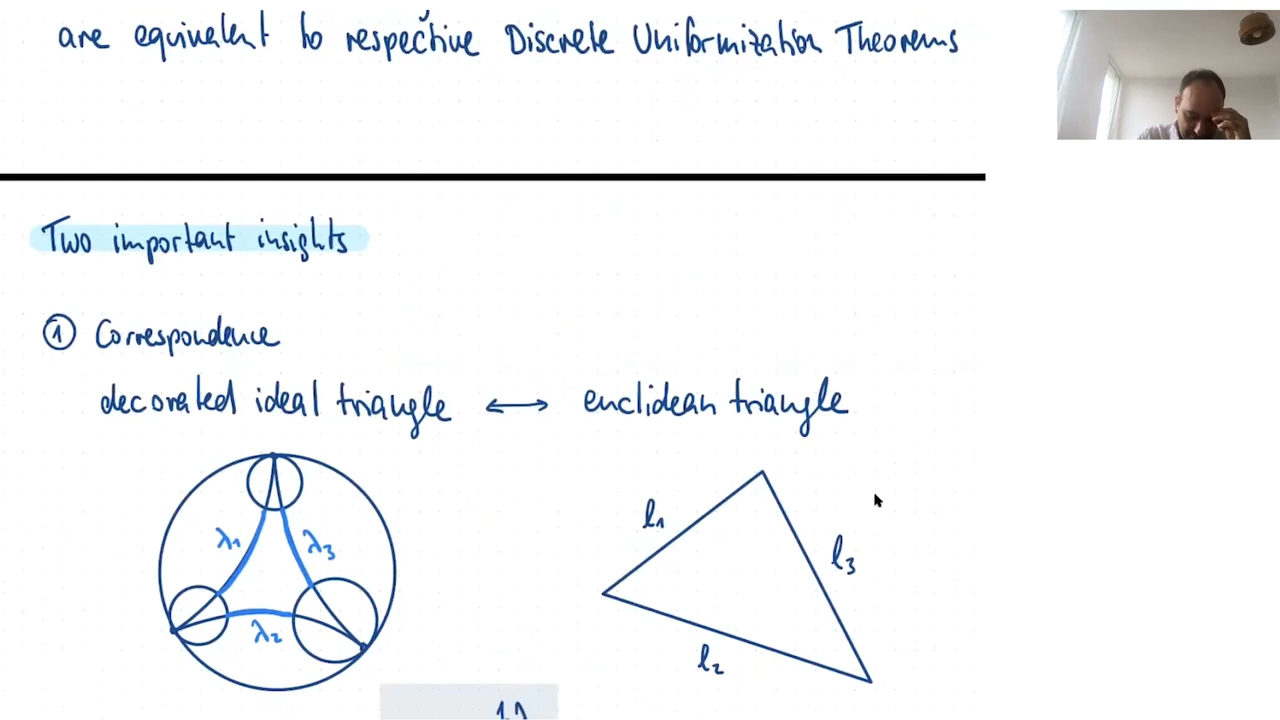 are equivalent to respective Discrete Uniformization Theorems
Two important insights
① Correspondence
decorated ideal triangle ⟷ euclidean triangle
λ₁ λ₃
λ₂
l₁
l₃
l₂